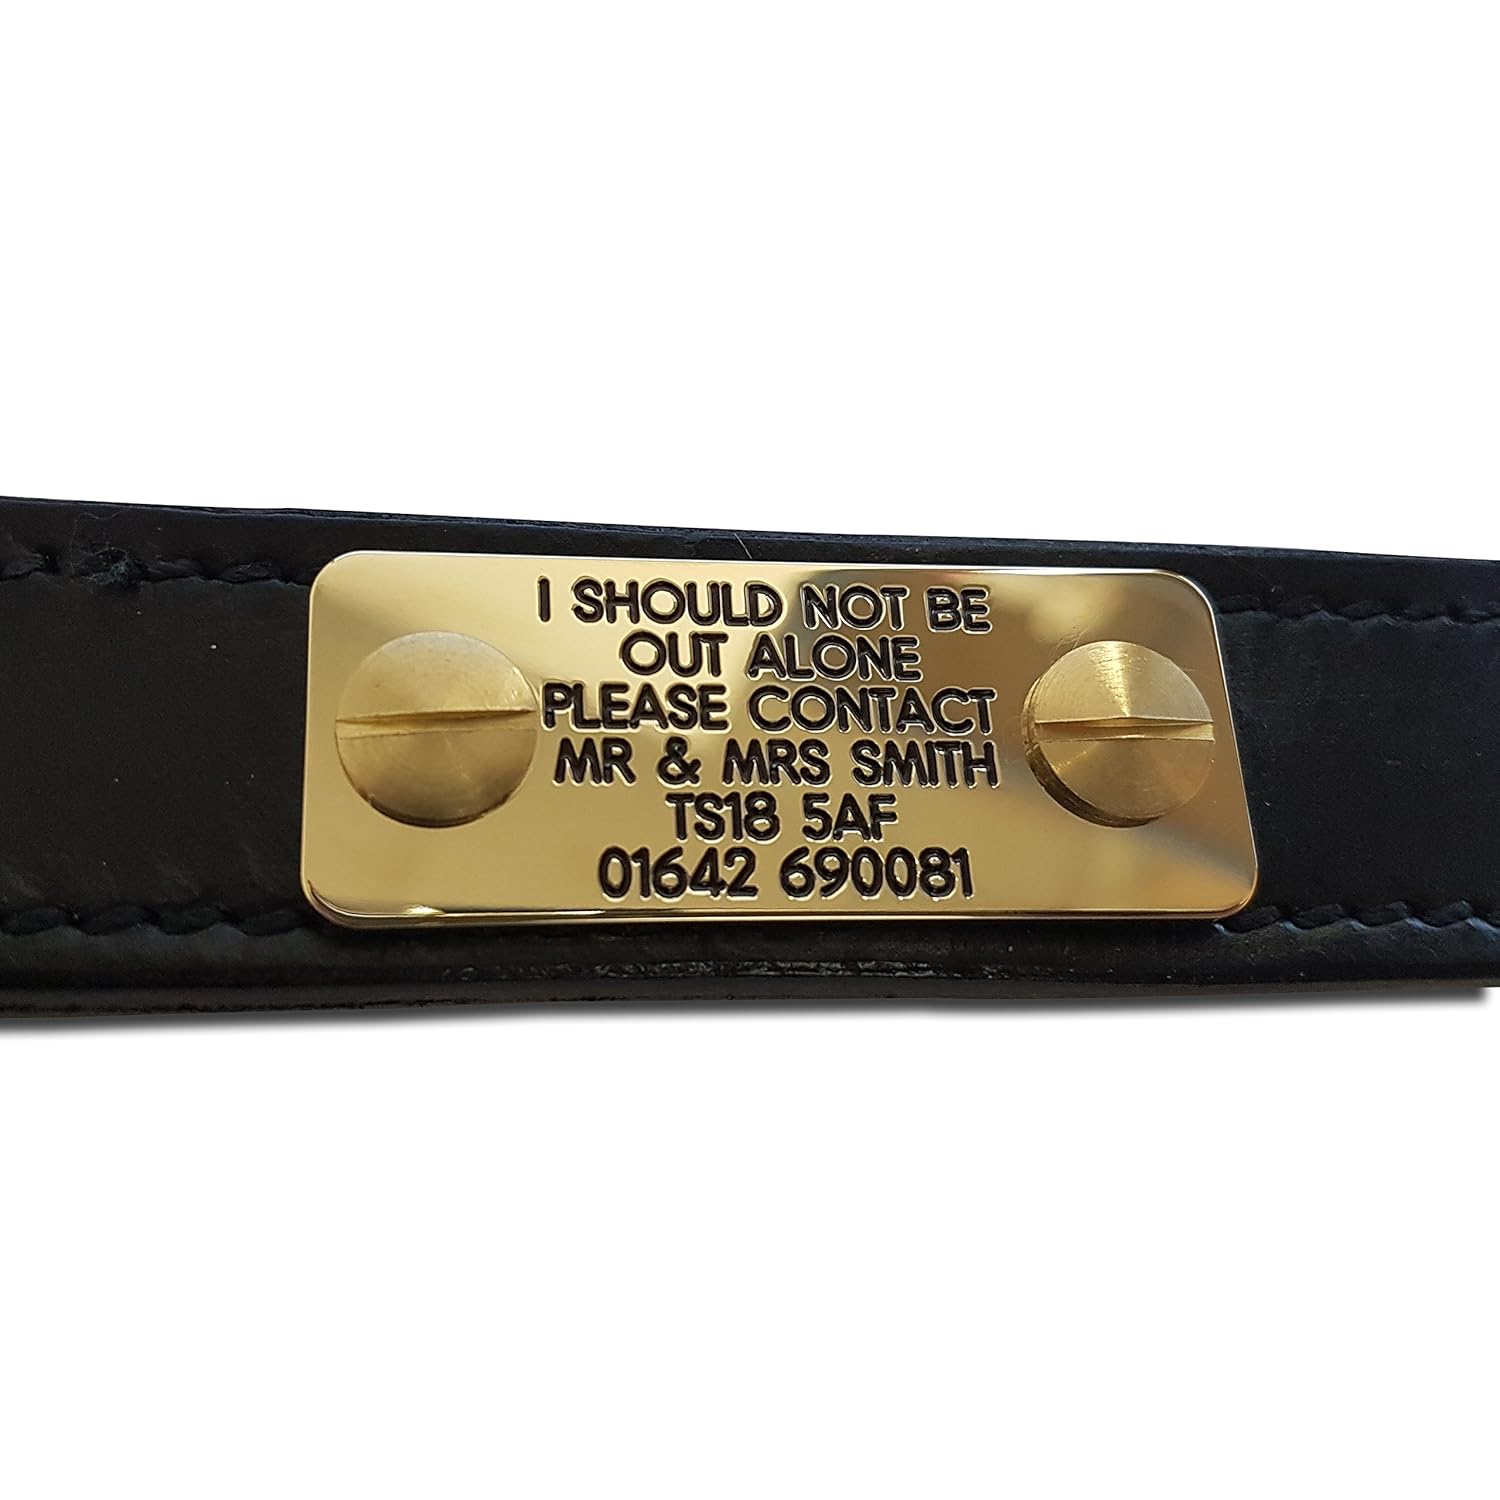 I SHOULD NOT BE
OUT ALONE
PLEASE CONTACT
MR & MRS SMITH
TS18 5AF
01642 690081